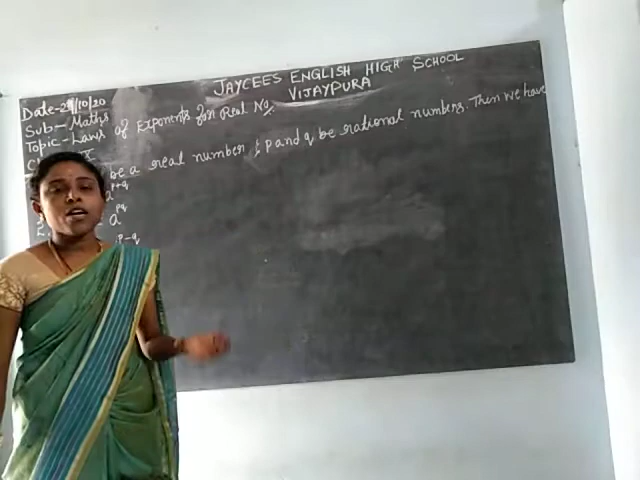 JAYCEES ENGLISH HIGH SCHOOL
VIJAYPURA
Date-29/10/20
Sub- Maths
Topic-Laws of Exponents for Real No.
be a real number & p and q be rational numbers. Then we have
a^p+q
a^pq
p-q